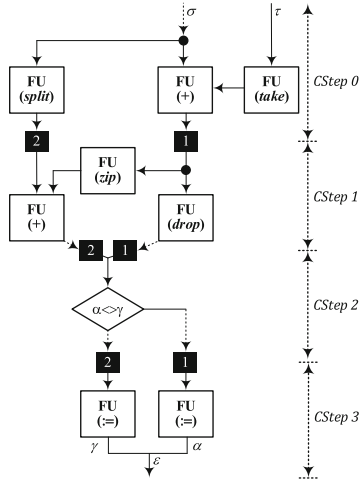 σ τ
FU FU FU
(split) (+) (take)
CStep 0
2 1
FU
(zip)
FU FU
(+) (drop)
CStep 1
2 1
α<>γ
CStep 2
2 1
FU FU
(:=) (:=)
CStep 3
γ α
ε